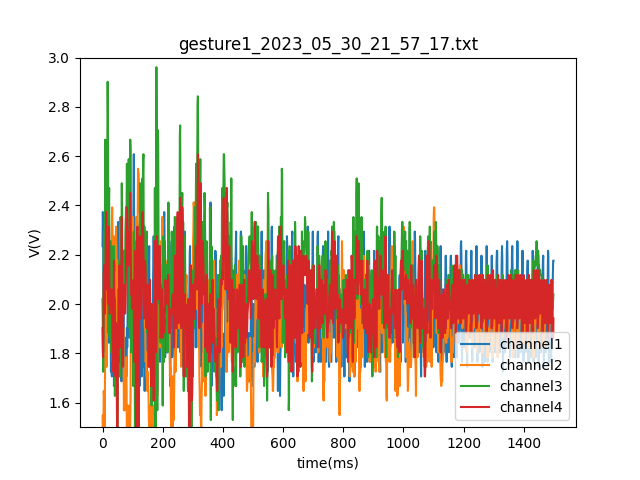 gesture1_2023_05_30_21_57_17.txt
3.0
2.8
2.6
2.4
2.2
2.0
1.8
1.6
V(V)
channel1
channel2
channel3
channel4
0 200 400 600 800 1000 1200 1400
time(ms)